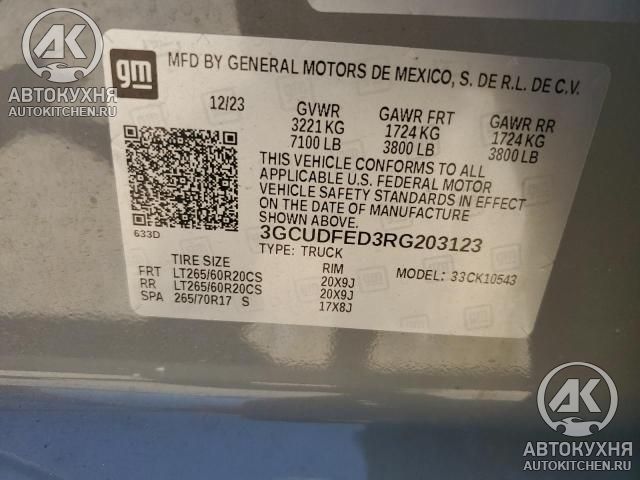 АК
АВТОКУХНЯ
AUTOKITCHEN.RU
gm
MFD BY GENERAL MOTORS DE MEXICO, S. DE R.L. DE C.V.
12/23 GVWR GAWR FRT GAWR RR
3221 KG 1724 KG 1724 KG
7100 LB 3800 LB 3800 LB
THIS VEHICLE CONFORMS TO ALL
APPLICABLE U.S. FEDERAL MOTOR
VEHICLE SAFETY STANDARDS IN EFFECT
ON THE DATE OF MANUFACTURE
SHOWN ABOVE.
633D 3GCUDFED3RG203123
TYPE: TRUCK
TIRE SIZE RIM MODEL: 33CK10543
FRT LT265/60R20CS 20X9J
RR LT265/60R20CS 20X9J
SPA 265/70R17 S 17X8J
АК
АВТОКУХНЯ
AUTOKITCHEN.RU